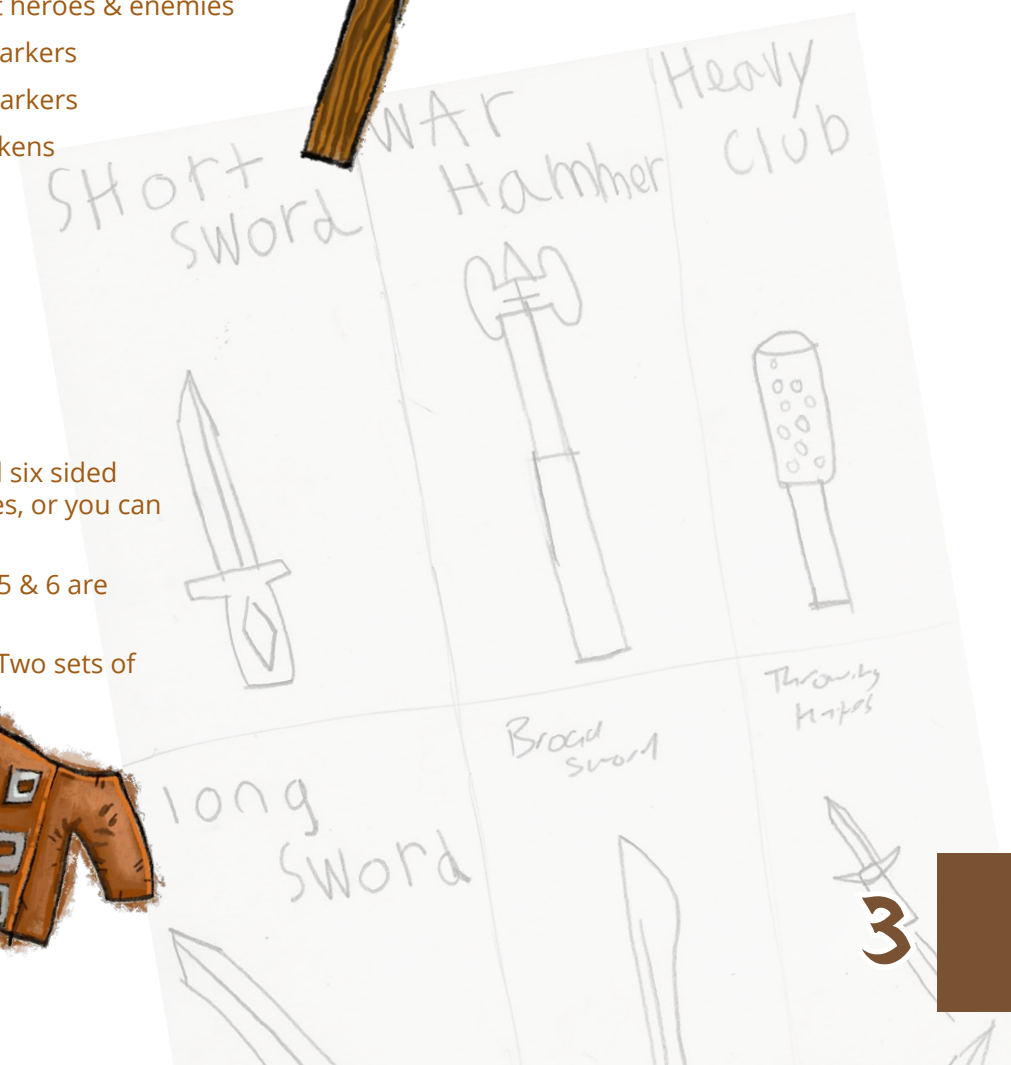 t heroes & enemies
arkers
arkers
kens
l six sided
es, or you can
5 & 6 are
Two sets of
SHort
SWord
WAr
Hammer
Heavy
Club
long
SWord
Broad
Sword
Throwing
3